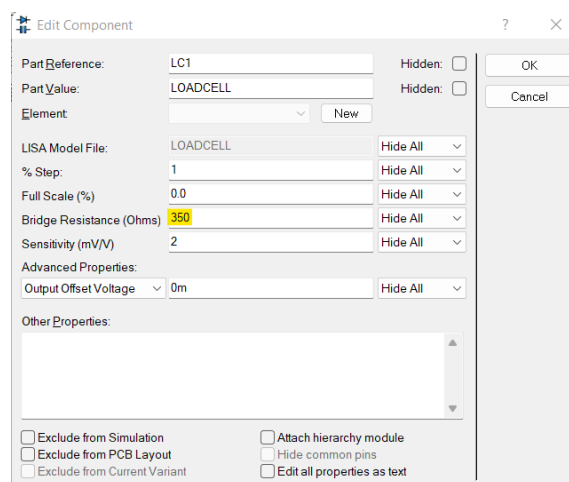 Edit Component ? ×
Part Reference: LC1 Hidden: OK
Part Value: LOADCELL Hidden: Cancel
Element: New
LISA Model File: LOADCELL Hide All
% Step: 1 Hide All
Full Scale (%) 0.0 Hide All
Bridge Resistance (Ohms) 350 Hide All
Sensitivity (mV/V) 2 Hide All
Advanced Properties:
Output Offset Voltage 0m Hide All
Other Properties:
Exclude from Simulation Attach hierarchy module
Exclude from PCB Layout Hide common pins
Exclude from Current Variant Edit all properties as text